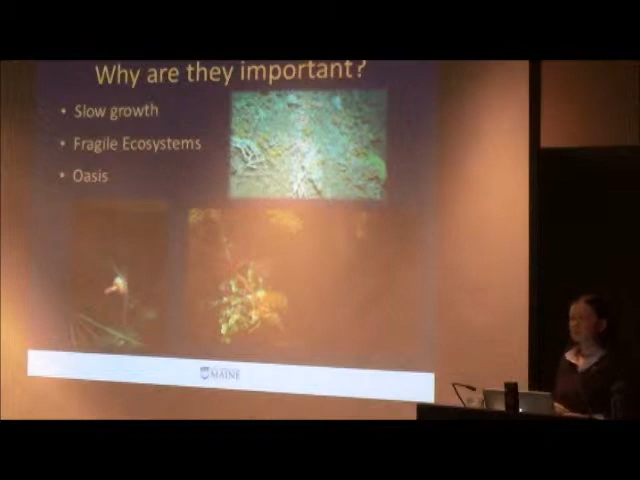 Why are they important?
• Slow growth
• Fragile Ecosystems
• Oasis
MAINE